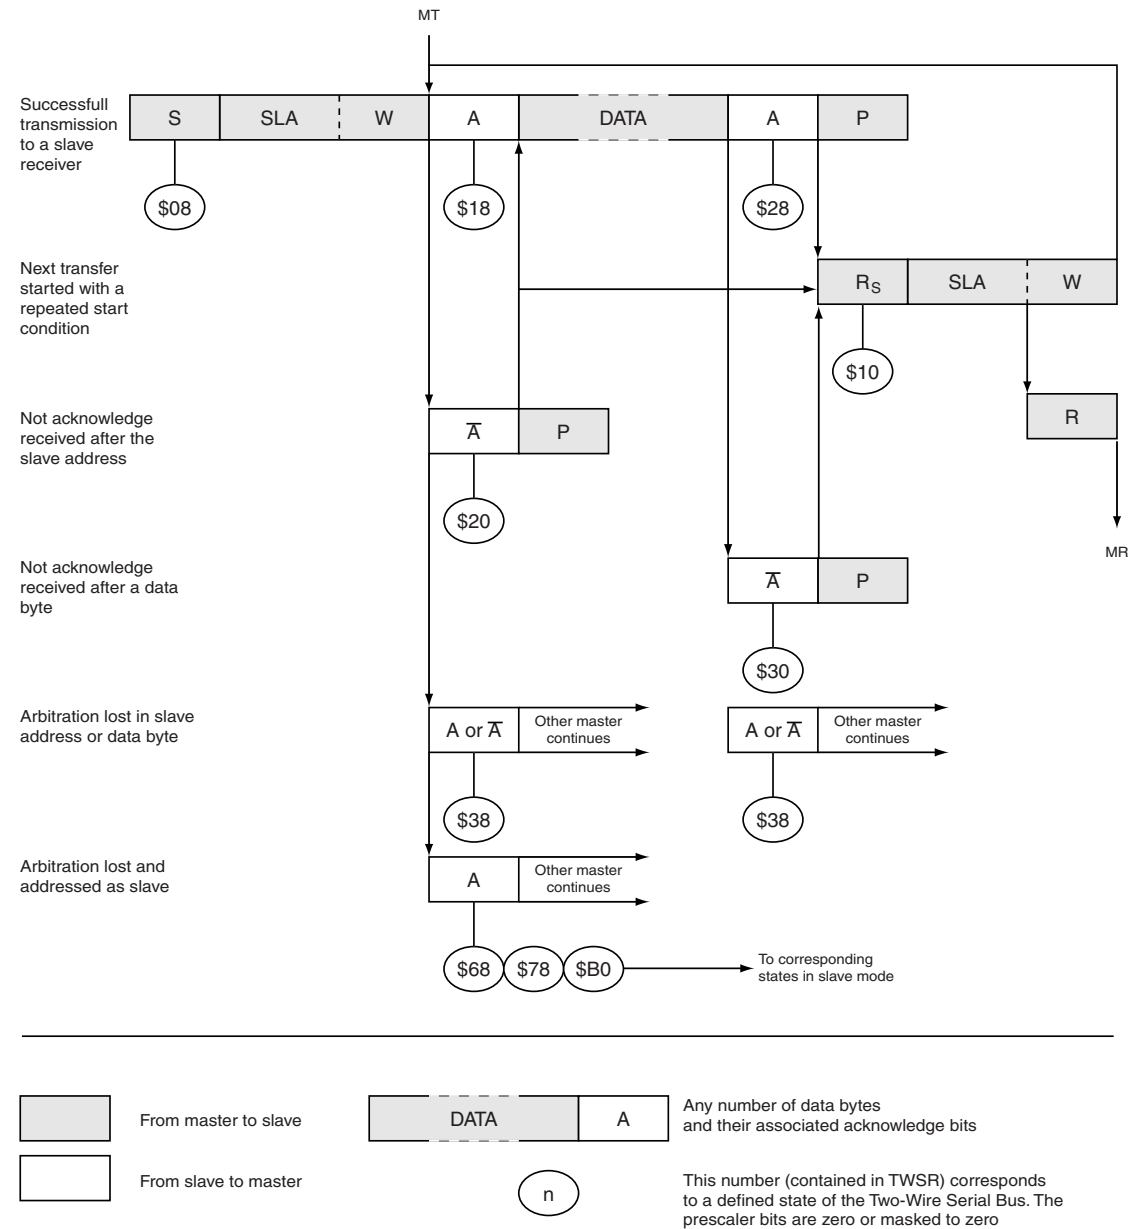 MT
Successfull
transmission
to a slave
receiver
S SLA W A DATA A P
$08 $18 $28
Next transfer
started with a
repeated start
condition
RS SLA W
$10
Not acknowledge
received after the
slave address
A̅ P
R
$20
MR
Not acknowledge
received after a data
byte
A̅ P
$30
Arbitration lost in slave
address or data byte
A or A̅ Other master
continues
A or A̅ Other master
continues
$38 $38
Arbitration lost and
addressed as slave
A Other master
continues
$68 $78 $B0
To corresponding
states in slave mode
From master to slave
DATA A
Any number of data bytes
and their associated acknowledge bits
From slave to master
n
This number (contained in TWSR) corresponds
to a defined state of the Two-Wire Serial Bus. The
prescaler bits are zero or masked to zero